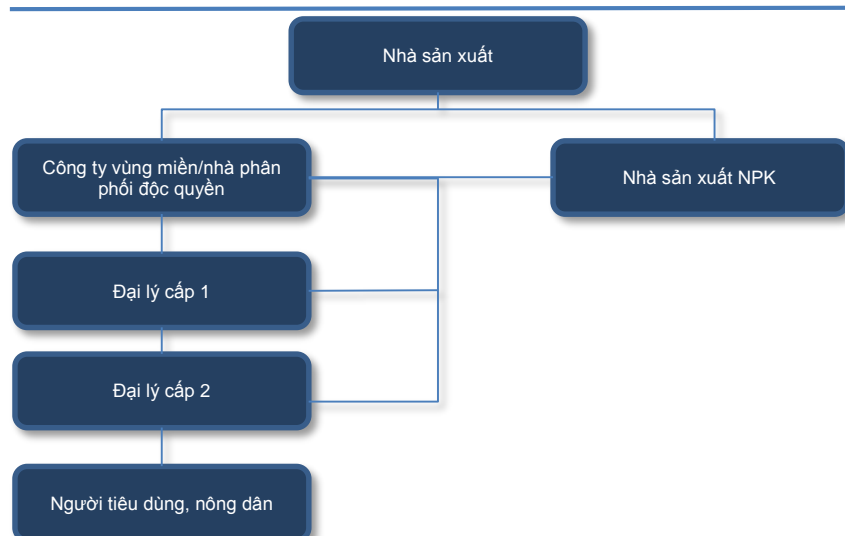 Nhà sản xuất
Công ty vùng miền/nhà phân
phối độc quyền
Nhà sản xuất NPK
Đại lý cấp 1
Đại lý cấp 2
Người tiêu dùng, nông dân